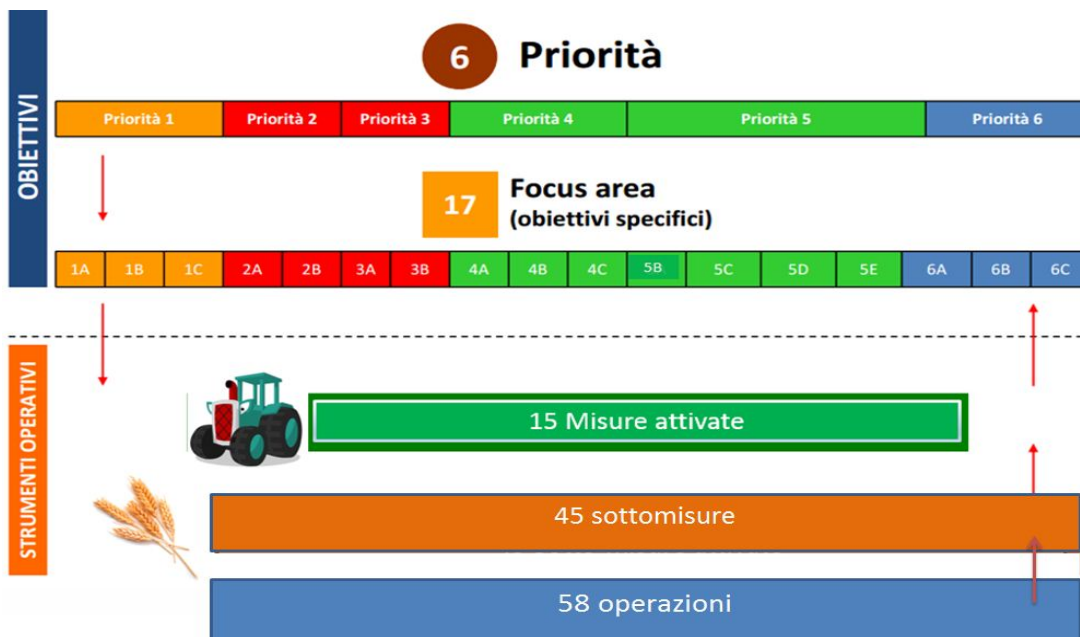 OBIETTIVI
6 Priorità
Priorità 1 Priorità 2 Priorità 3 Priorità 4 Priorità 5 Priorità 6
17 Focus area
(obiettivi specifici)
1A 1B 1C 2A 2B 3A 3B 4A 4B 4C 5B 5C 5D 5E 6A 6B 6C
STRUMENTI OPERATIVI
15 Misure attivate
45 sottomisure
58 operazioni